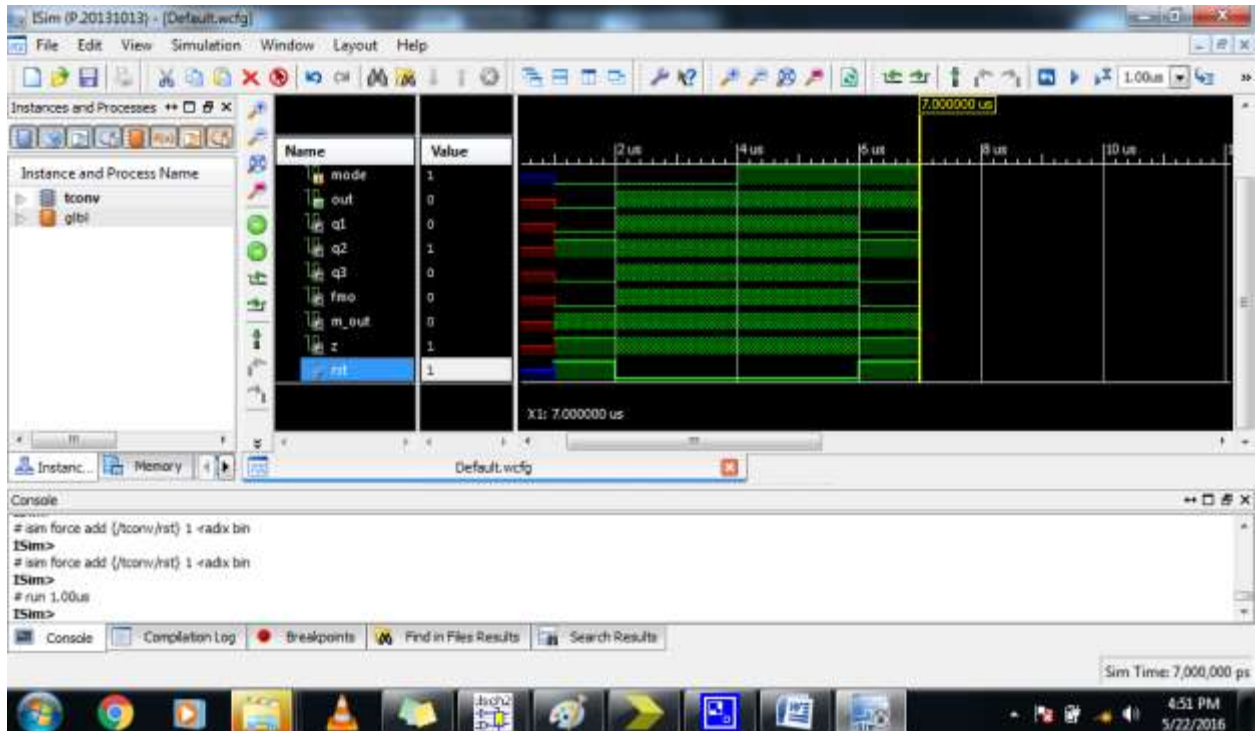 ISim (P.20131013) - [Default.wcfg]
File Edit View Simulation Window Layout Help
1.00us
Instances and Processes
Instance and Process Name
tconv
glbl
Name Value
mode 1
out 0
q1 0
q2 1
q3 0
fmo 0
m_out 0
z 1
rst 1
7.000000 us
2 us 4 us 6 us 8 us 10 us
X1: 7.000000 us
Instanc... Memory
Default.wcfg
Console
# isim force add {/tconv/rst} 1 -radix bin
ISim>
# isim force add {/tconv/rst} 1 -radix bin
ISim>
# run 1.00us
ISim>
Console Compilation Log Breakpoints Find in Files Results Search Results
Sim Time: 7,000,000 ps
4:51 PM
5/22/2016